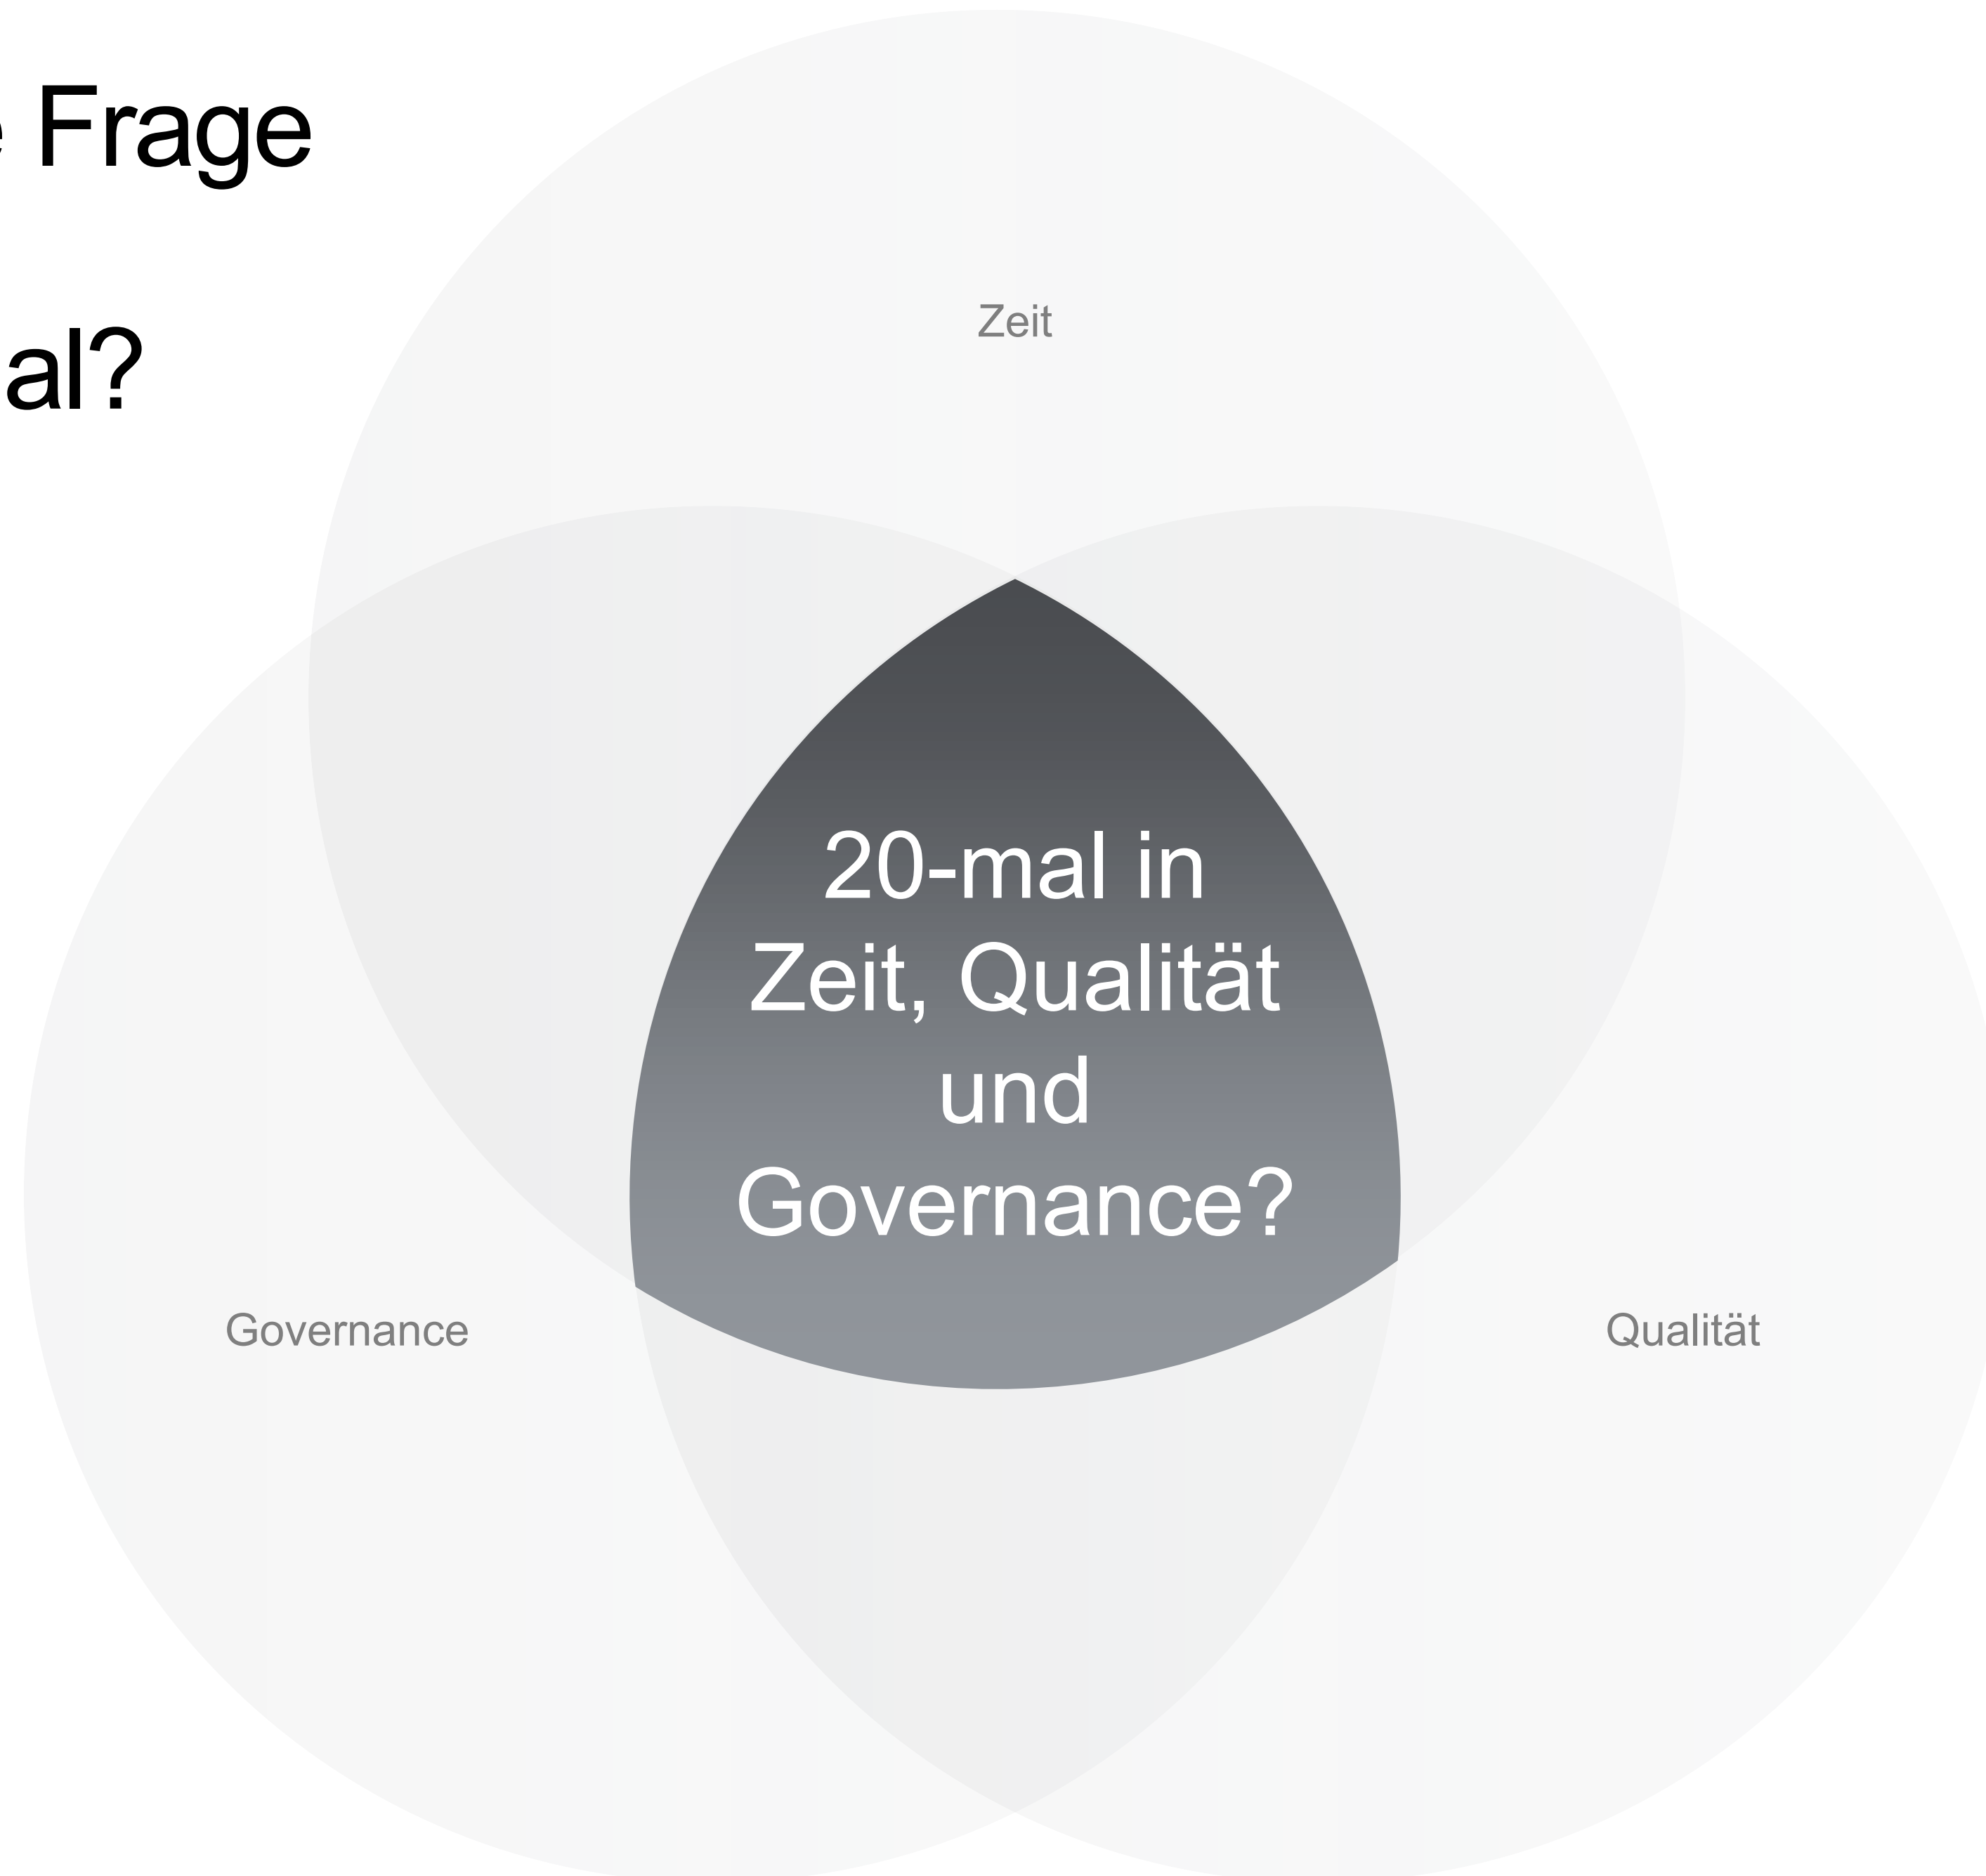 Frage
al?
Zeit
20-mal in
Zeit, Qualität
und
Governance?
Governance
Qualität